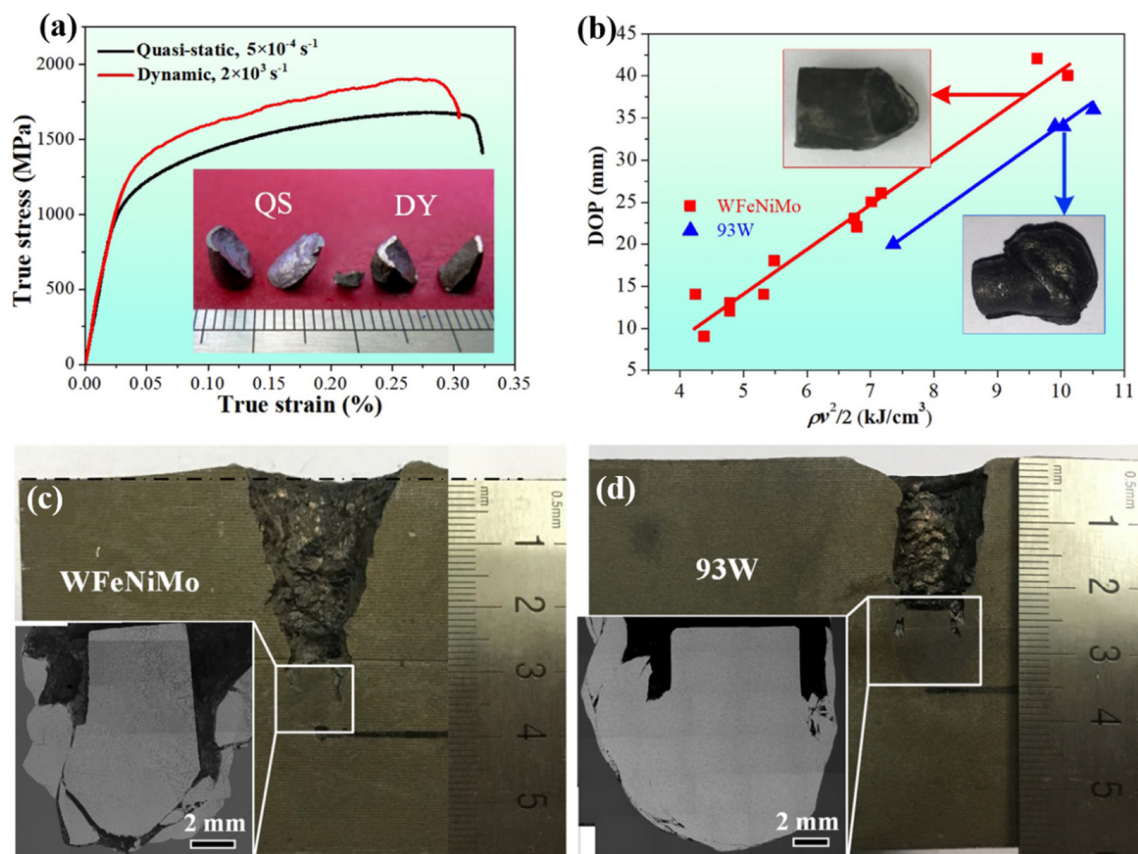 (a)
Quasi-static, 5×10⁻⁴ s⁻¹
Dynamic, 2×10³ s⁻¹
True stress (MPa)
2000
1500
1000
500
0
QS
DY
0.00 0.05 0.10 0.15 0.20 0.25 0.30 0.35
True strain (%)
(b)
DOP (mm)
45
40
35
30
25
20
15
10
5
WFeNiMo
93W
4 5 6 7 8 9 10 11
ρv²/2 (kJ/cm³)
(c)
WFeNiMo
2 mm
mm
0.5mm
1
2
3
4
5
(d)
93W
2 mm
mm
0.5mm
1
2
3
4
5